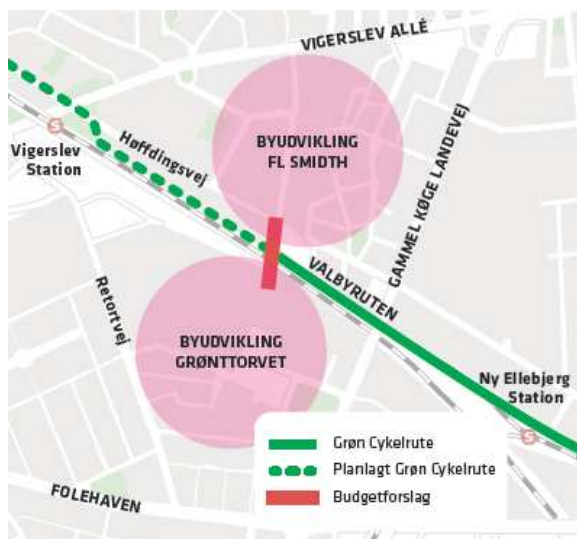 VIGERSLEV ALLÉ
BYUDVIKLING
FL SMIDTH
Høffdingsvej
S
Vigerslev
Station
GAMMEL KØGE LANDEVEJ
VALBYRUTEN
Retortvej
BYUDVIKLING
GRØNTTORVET
Ny Ellebjerg
Station
S
Grøn Cykelrute
Planlagt Grøn Cykelrute
Budgetforslag
FOLEHAVEN